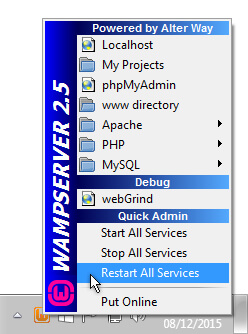 Powered by Alter Way
Localhost
My Projects
phpMyAdmin
www directory
Apache
PHP
MySQL
Debug
webGrind
Quick Admin
Start All Services
Stop All Services
Restart All Services
Put Online
WAMPSERVER 2.5
08/12/2015